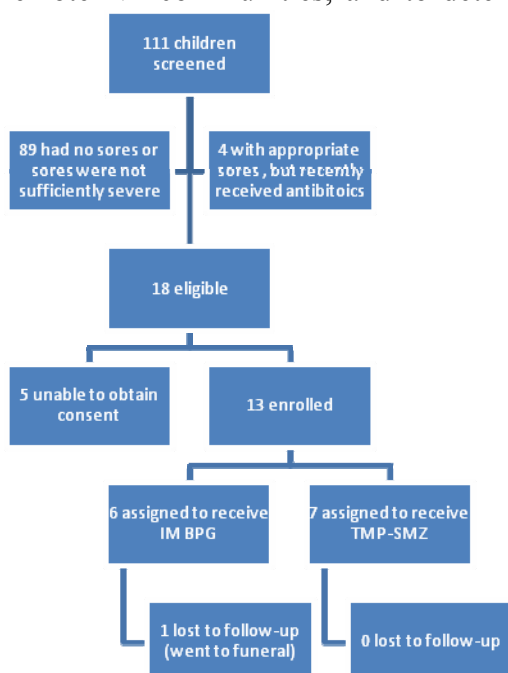 111 children
screened
89 had no sores or
sores were not
sufficiently severe
4 with appropriate
sores , but recently
received antibitoics
18 eligible
5 unable to obtain
consent
13 enrolled
6 assigned to receive
IM BPG
7 assigned to receive
TMP-SMZ
1 lost to follow-up
(went to funeral)
0 lost to follow-up